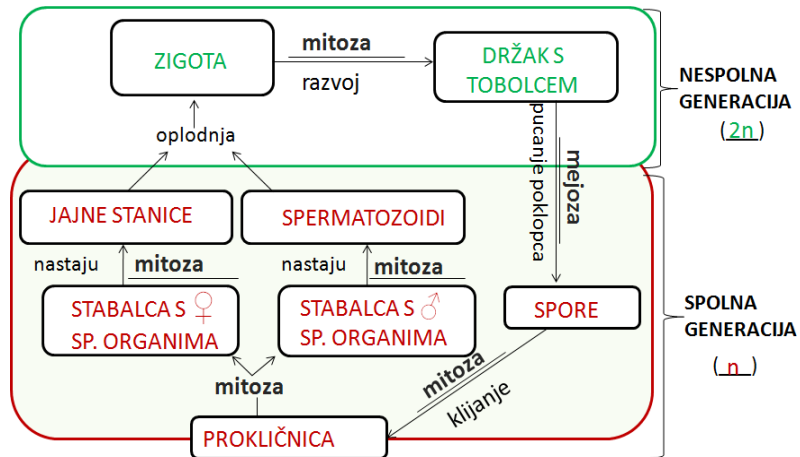 ZIGOTA
mitoza
razvoj
DRŽAK S
TOBOLCEM
NESPOLNA
GENERACIJA
(2n)
oplodnja
pucanje poklopca
mejoza
JAJNE STANICE
SPERMATOZOIDI
nastaju
mitoza
nastaju
mitoza
STABALCA S ♀
SP. ORGANIMA
STABALCA S ♂
SP. ORGANIMA
SPORE
SPOLNA
GENERACIJA
(n)
mitoza
mitoza
klijanje
PROKLIČNICA